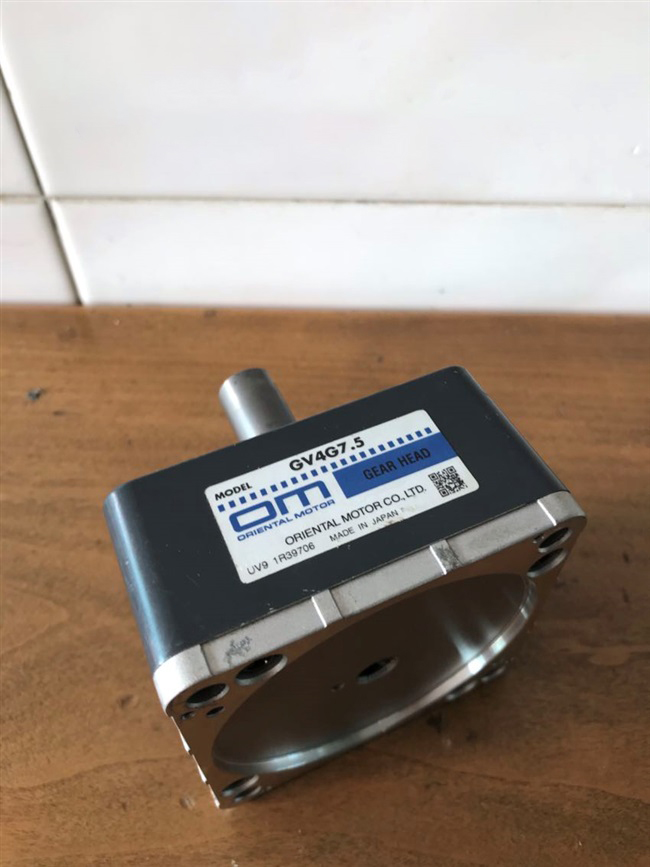 MODEL GV4G7.5
om GEAR HEAD
ORIENTAL MOTOR
ORIENTAL MOTOR CO.,LTD.
UV9 1R39706 MADE IN JAPAN